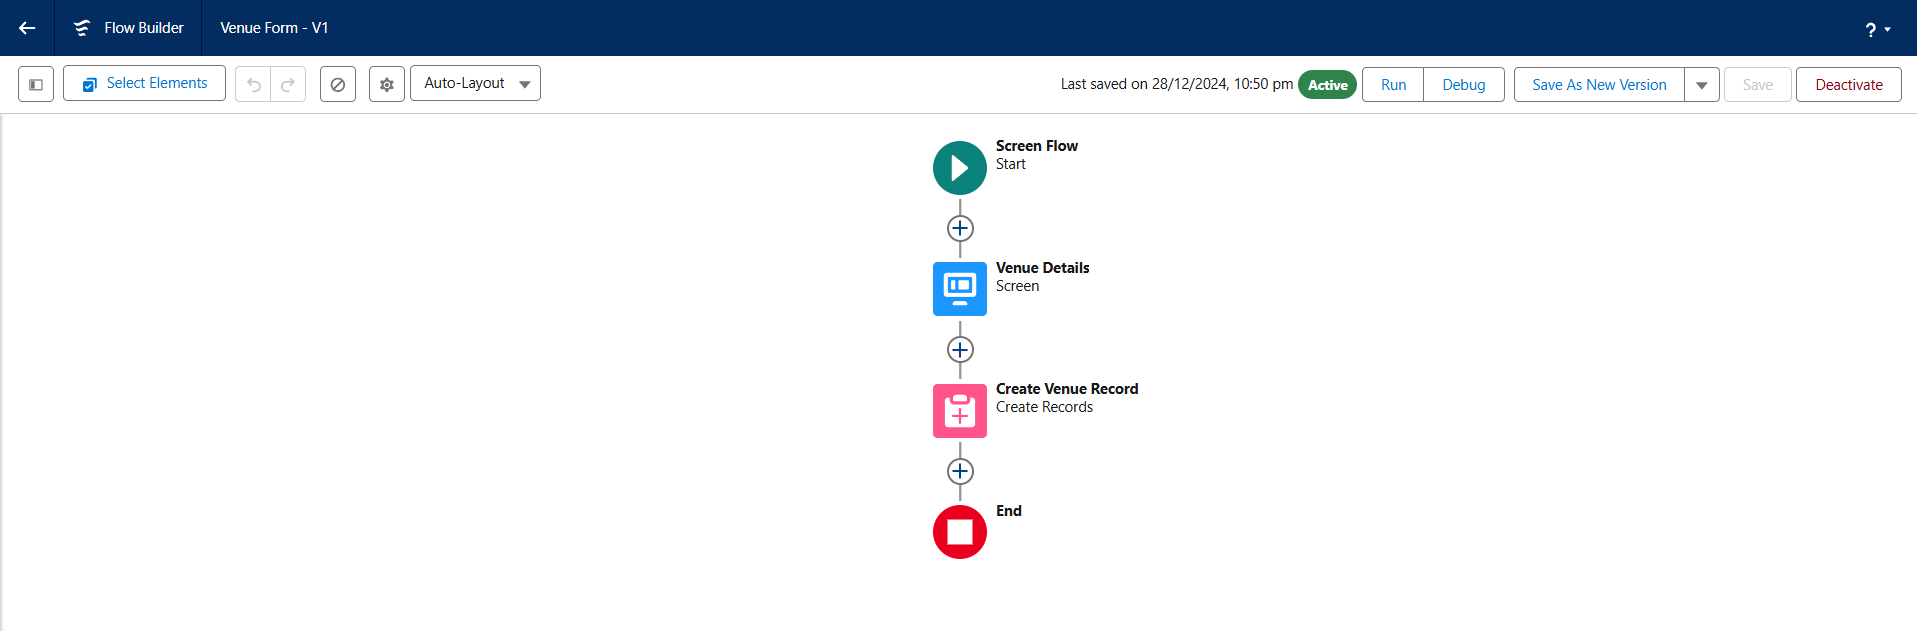 Flow Builder
Venue Form - V1
?
Select Elements
Auto-Layout
Last saved on 28/12/2024, 10:50 pm
Active
Run
Debug
Save As New Version
Save
Deactivate
Screen Flow
Start
Venue Details
Screen
Create Venue Record
Create Records
End